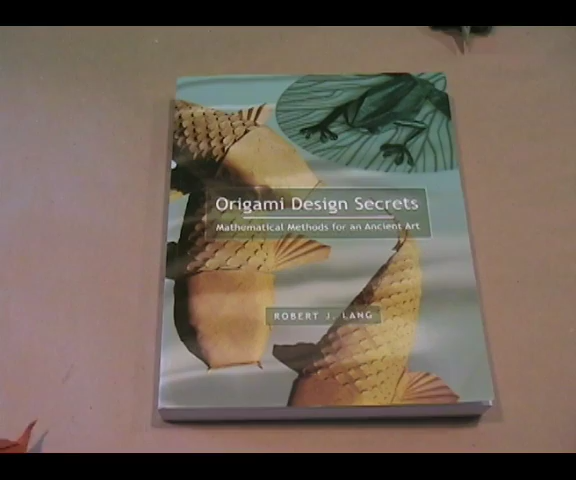 Origami Design Secrets
Mathematical Methods for an Ancient Art
ROBERT J. LANG